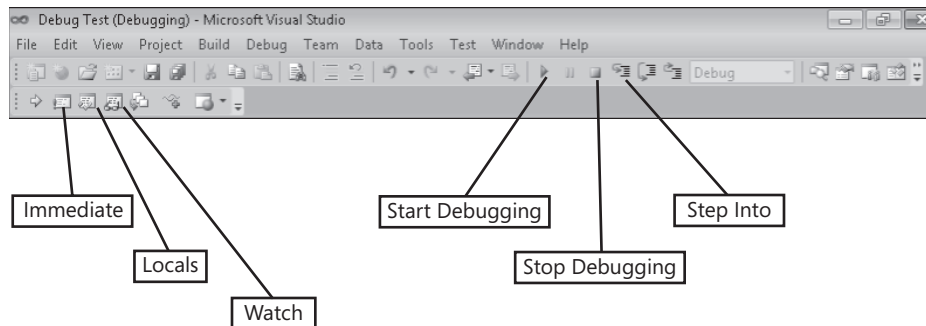 Debug Test (Debugging) - Microsoft Visual Studio
File Edit View Project Build Debug Team Data Tools Test Window Help
Debug
Immediate
Start Debugging
Step Into
Locals
Stop Debugging
Watch